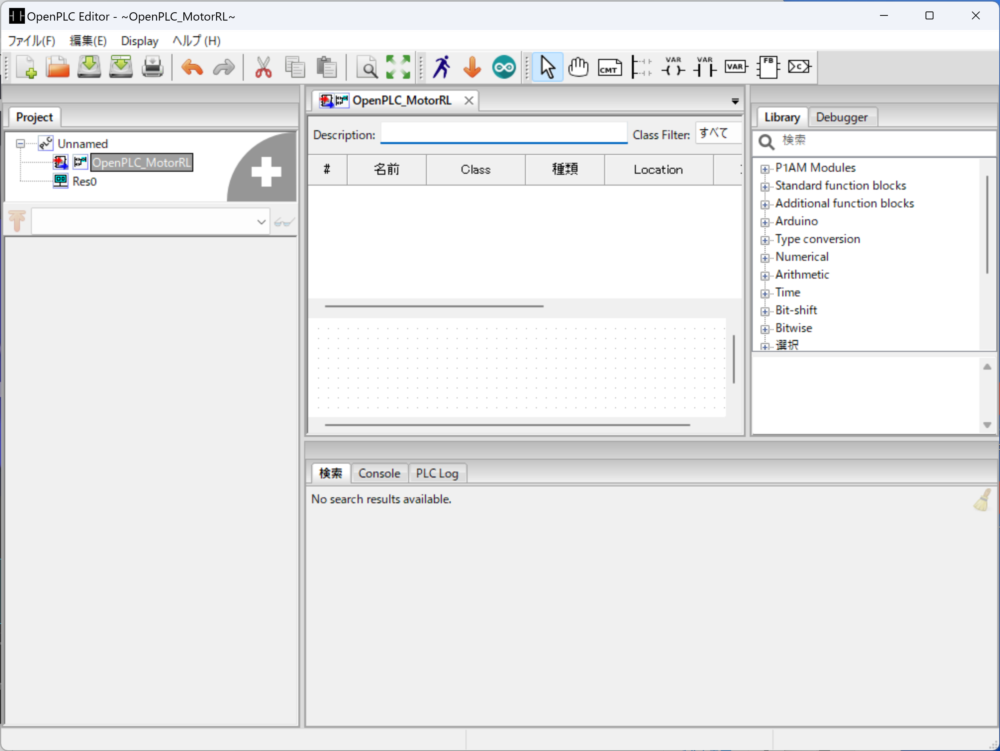 OpenPLC Editor - ~OpenPLC_MotorRL~
ファイル(F) 編集(E) Display ヘルプ (H)
CMT VAR VAR VAR FB C
Project
PLC Unnamed
OpenPLC_MotorRL
Res0
OpenPLC_MotorRL
Description: Class Filter: すべて
# 名前 Class 種類 Location
Library Debugger
検索
P1AM Modules
Standard function blocks
Additional function blocks
Arduino
Type conversion
Numerical
Arithmetic
Time
Bit-shift
Bitwise
選択
検索 Console PLC Log
No search results available.